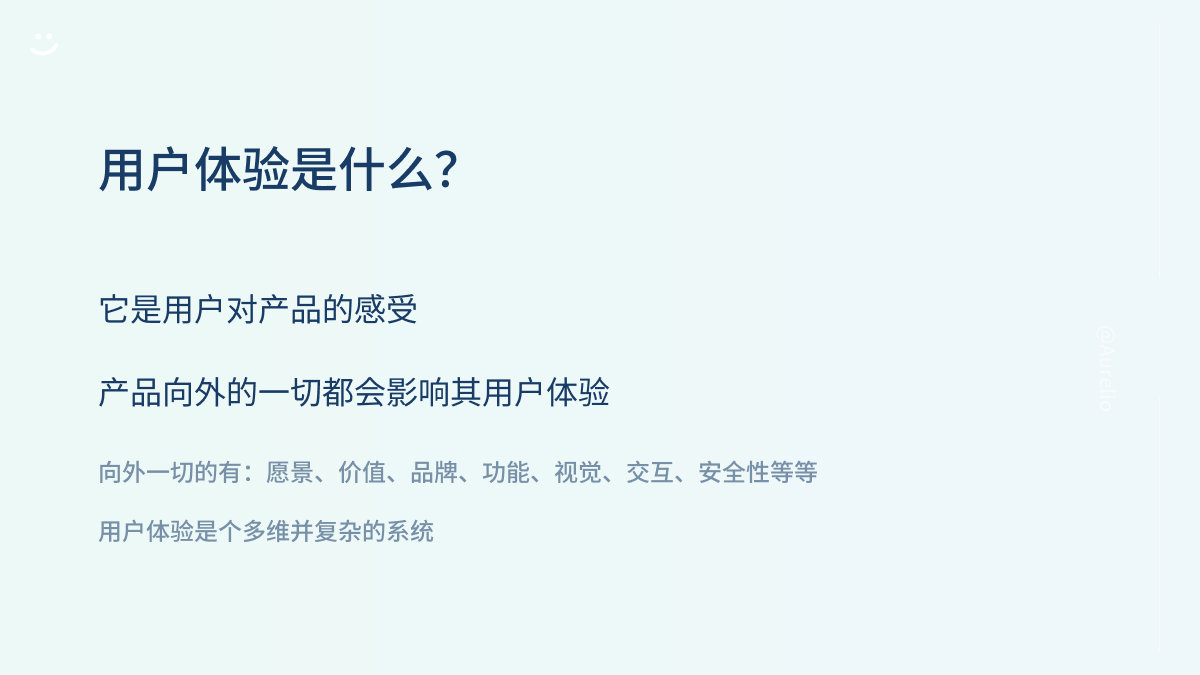 用户体验是什么？
它是用户对产品的感受
产品向外的一切都会影响其用户体验
向外一切的有：愿景、价值、品牌、功能、视觉、交互、安全性等等
用户体验是个多维并复杂的系统
@Aurello